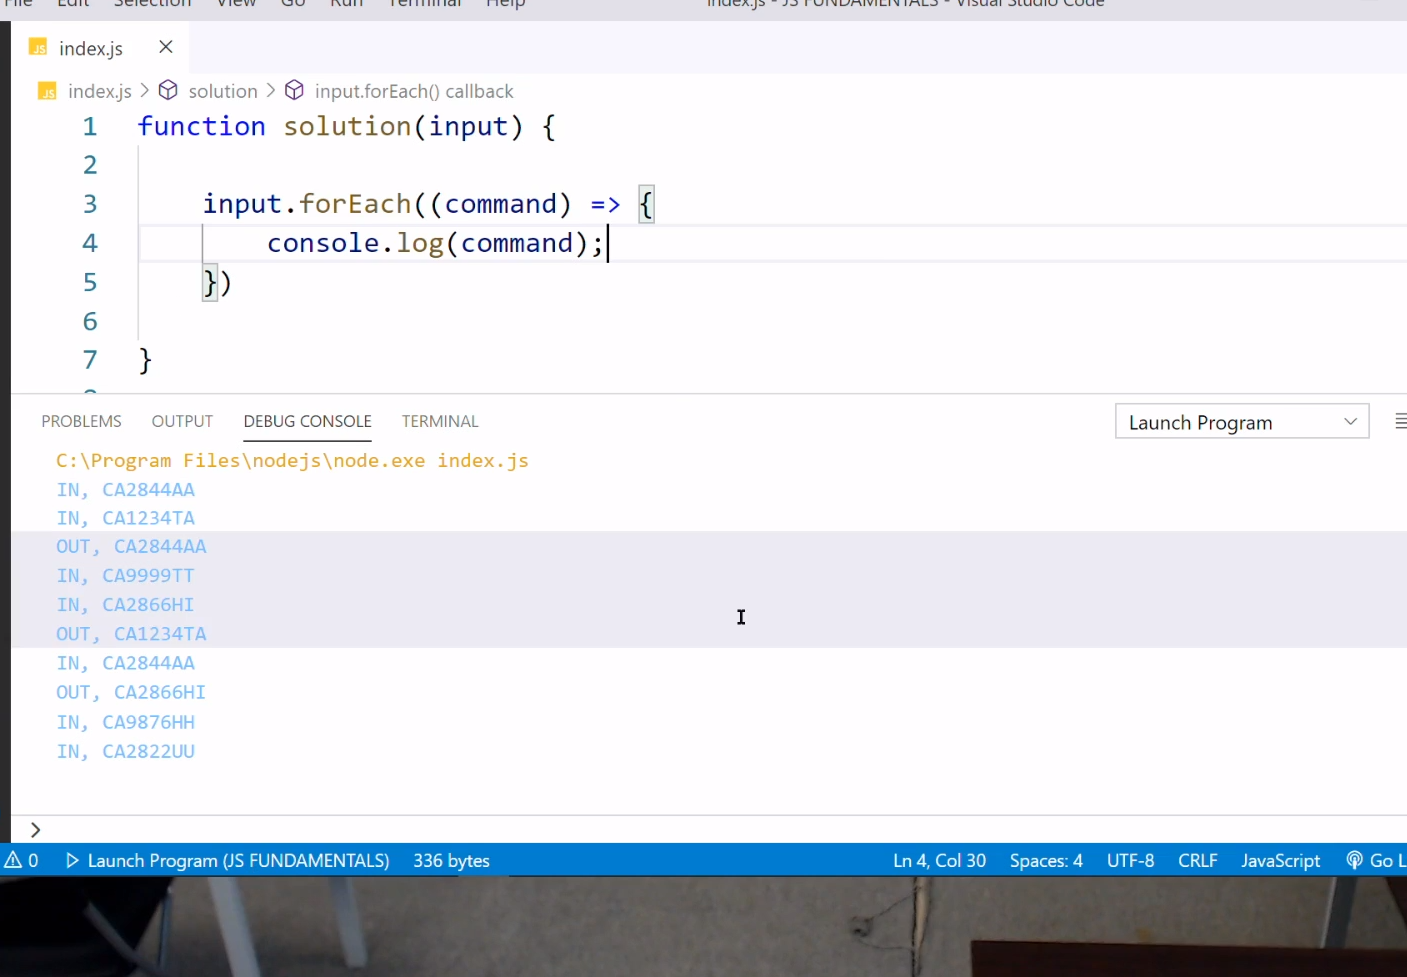 File Edit Selection View Go Run Terminal Help index.js - JS FUNDAMENTALS - Visual Studio Code
JS index.js
JS index.js > solution > input.forEach() callback
1 function solution(input) {
2
3 input.forEach((command) => {
4 console.log(command);
5 })
6
7 }
PROBLEMS OUTPUT DEBUG CONSOLE TERMINAL Launch Program
C:\Program Files\nodejs\node.exe index.js
IN, CA2844AA
IN, CA1234TA
OUT, CA2844AA
IN, CA9999TT
IN, CA2866HI
OUT, CA1234TA
IN, CA2844AA
OUT, CA2866HI
IN, CA9876HH
IN, CA2822UU
>
0 Launch Program (JS FUNDAMENTALS) 336 bytes Ln 4, Col 30 Spaces: 4 UTF-8 CRLF JavaScript Go L